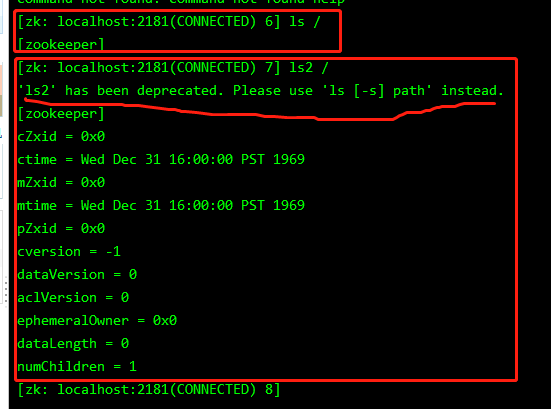 Command not found: Command not found help
[zk: localhost:2181(CONNECTED) 6] ls /
[zookeeper]
[zk: localhost:2181(CONNECTED) 7] ls2 /
'ls2' has been deprecated. Please use 'ls [-s] path' instead.
[zookeeper]
cZxid = 0x0
ctime = Wed Dec 31 16:00:00 PST 1969
mZxid = 0x0
mtime = Wed Dec 31 16:00:00 PST 1969
pZxid = 0x0
cversion = -1
dataVersion = 0
aclVersion = 0
ephemeralOwner = 0x0
dataLength = 0
numChildren = 1
[zk: localhost:2181(CONNECTED) 8]